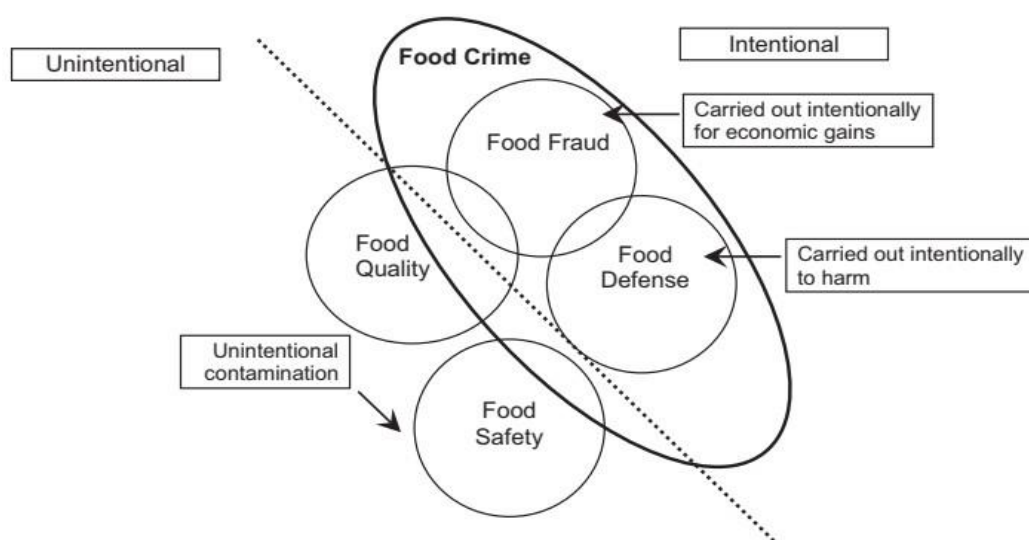 Unintentional
Food Crime
Intentional
Carried out intentionally
for economic gains
Food Fraud
Food
Quality
Food
Defense
Carried out intentionally
to harm
Unintentional
contamination
Food
Safety